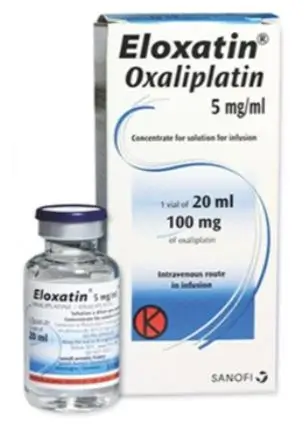 Eloxatin®
Oxaliplatin
5 mg/ml
Concentrate for solution for infusion
1 vial of 20 ml
100 mg
of oxaliplatin
Intravenous route
in infusion
K
SANOFI
Eloxatin® 5 mg/ml
20 ml